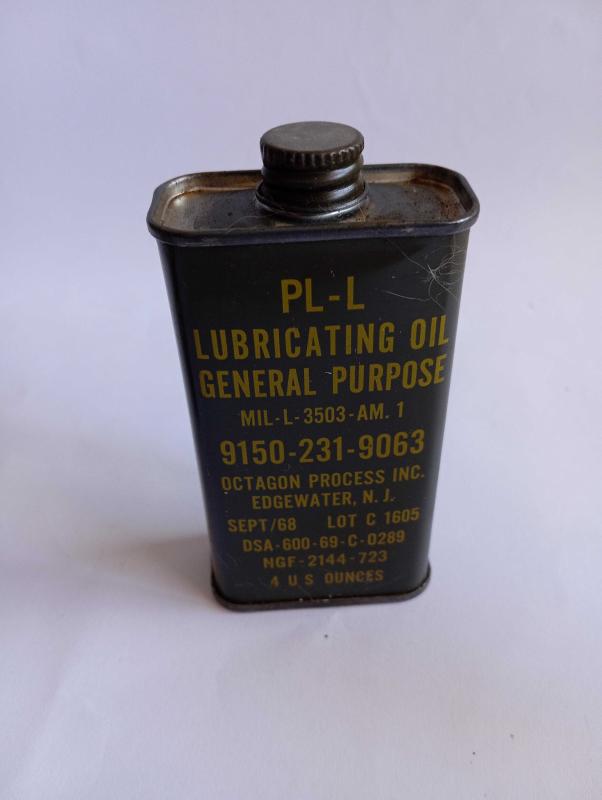 PL-L
LUBRICATING OIL
GENERAL PURPOSE
MIL-L-3503-AM. 1
9150-231-9063
OCTAGON PROCESS INC.
EDGEWATER, N. J.
SEPT/68 LOT C 1605
DSA-600-69-C-0289
NGF-2144-723
4 U S OUNCES